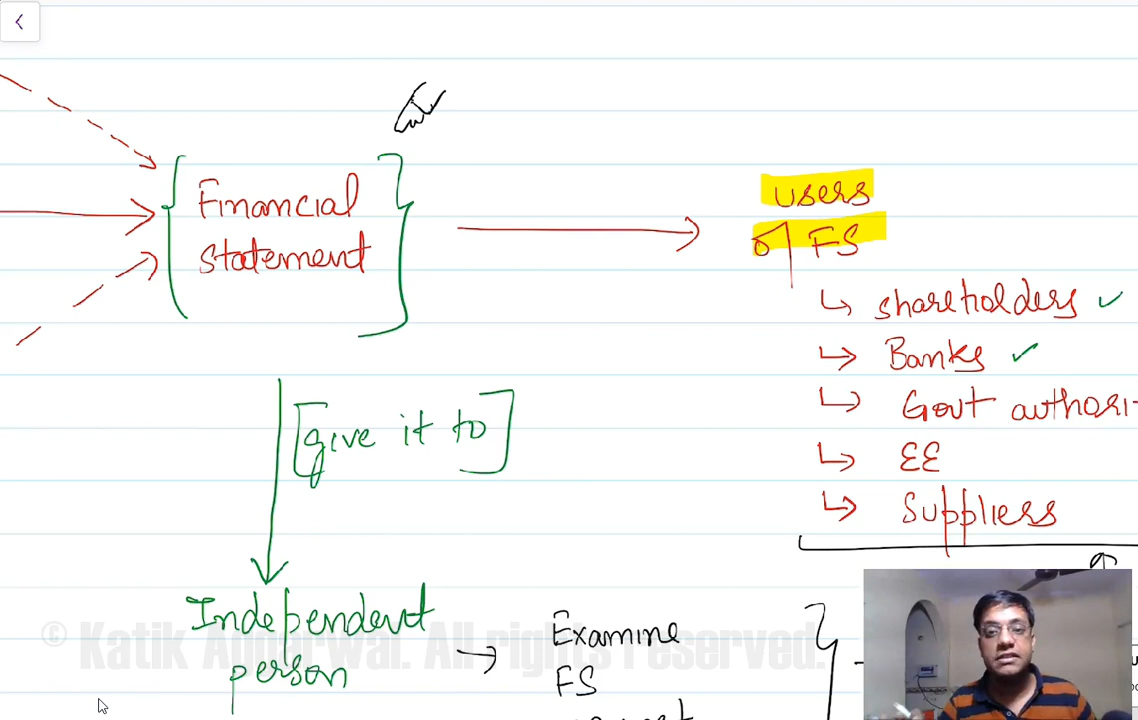 Financial
Statement
users
of FS
↳ shareholders ✓
↳ Banks ✓
↳ Govt authori
↳ EE
↳ Suppliess
[give it to]
Independent
person
→ Examine
FS
© Katik Aggarwal. All rights reserved.